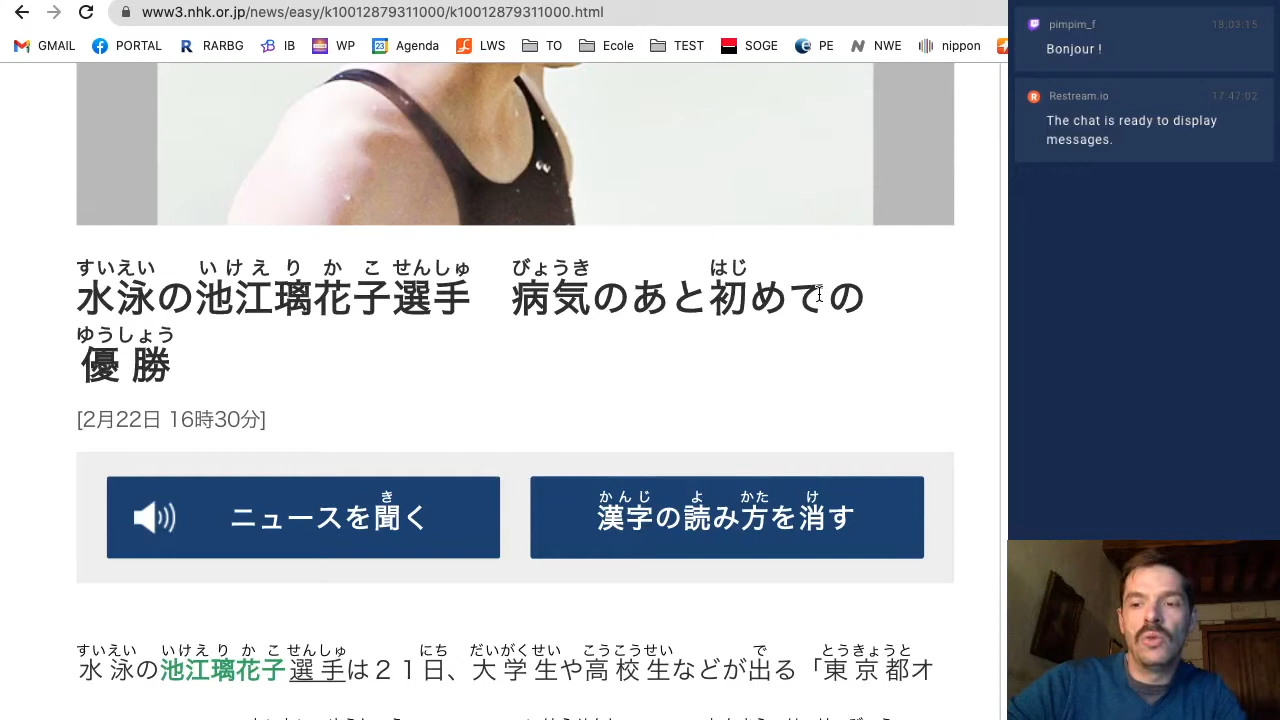 www3.nhk.or.jp/news/easy/k10012879311000/k10012879311000.html
GMAIL PORTAL RARBG IB WP Agenda LWS TO Ecole TEST SOGE PE NWE nippon
pimpim_f 18:03:15
Bonjour !
Restream.io 17:47:02
The chat is ready to display
messages.
すいえい いけえりかこ せんしゅ びょうき はじ
水泳の池江璃花子選手 病気のあと初めての
ゆうしょう
優勝
[2月22日 16時30分]
き
ニュースを聞く
かんじ よ かた け
漢字の読み方を消す
すいえい いけえりかこ せんしゅ にち だいがくせい こうこうせい で とうきょうと
水泳の池江璃花子選手は21日、大学生や高校生などが出る「東京都オ